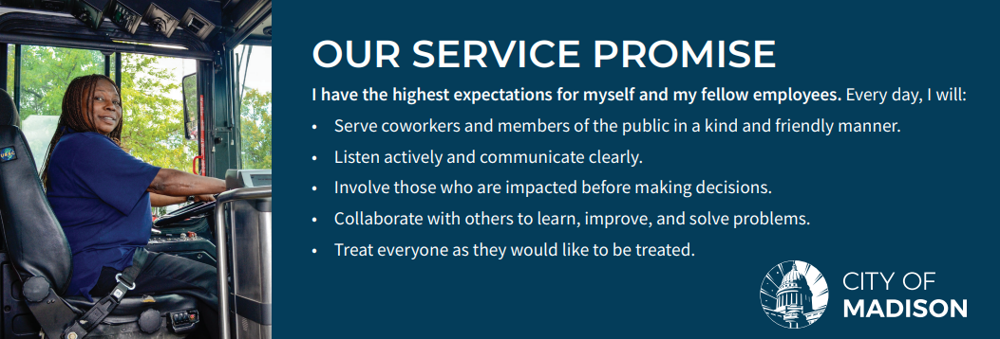 OUR SERVICE PROMISE
I have the highest expectations for myself and my fellow employees. Every day, I will:
• Serve coworkers and members of the public in a kind and friendly manner.
• Listen actively and communicate clearly.
• Involve those who are impacted before making decisions.
• Collaborate with others to learn, improve, and solve problems.
• Treat everyone as they would like to be treated.
CITY OF
MADISON